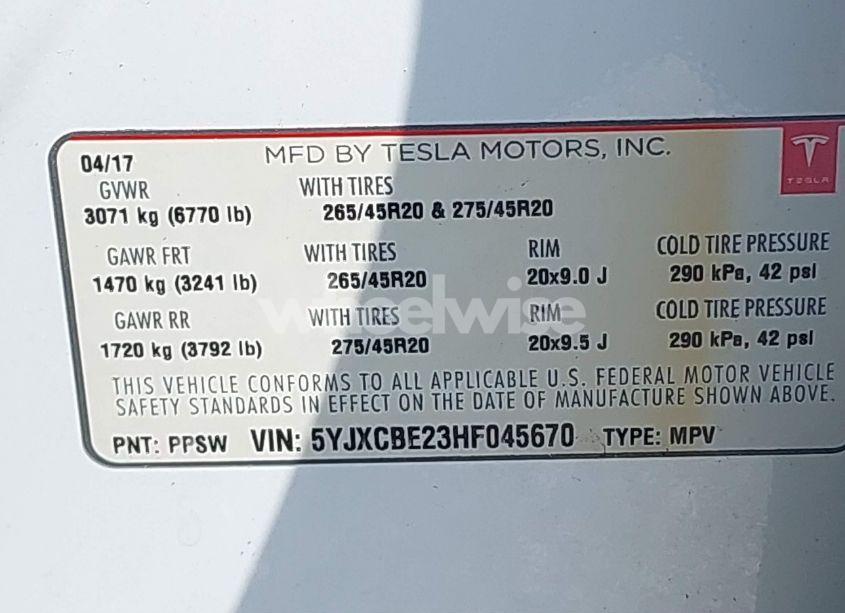 04/17 MFD BY TESLA MOTORS, INC.
TESLA
GVWR WITH TIRES
3071 kg (6770 lb) 265/45R20 & 275/45R20
GAWR FRT WITH TIRES RIM COLD TIRE PRESSURE
1470 kg (3241 lb) 265/45R20 20x9.0 J 290 kPa, 42 psi
wheelwise
GAWR RR WITH TIRES RIM COLD TIRE PRESSURE
1720 kg (3792 lb) 275/45R20 20x9.5 J 290 kPa, 42 psi
THIS VEHICLE CONFORMS TO ALL APPLICABLE U.S. FEDERAL MOTOR VEHICLE
SAFETY STANDARDS IN EFFECT ON THE DATE OF MANUFACTURE SHOWN ABOVE.
PNT: PPSW VIN: 5YJXCBE23HF045670 TYPE: MPV